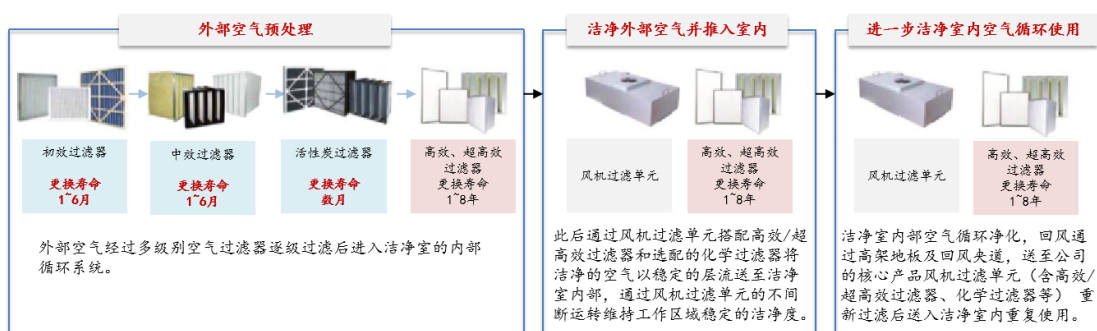 外部空气预处理
初效过滤器
更换寿命
1~6月
中效过滤器
更换寿命
1~6月
活性炭过滤器
更换寿命
数月
高效、超高效
过滤器
更换寿命
1~8年
外部空气经过多级别空气过滤器逐级过滤后进入洁净室的内部
循环系统。
洁净外部空气并推入室内
风机过滤单元
高效、超高效
过滤器
更换寿命
1~8年
此后通过风机过滤单元搭配高效/超
高效过滤器和选配的化学过滤器将
洁净的空气以稳定的层流送至洁净
室内部，通过风机过滤单元的不间
断运转维持工作区域稳定的洁净度。
进一步洁净室内空气循环使用
风机过滤单元
高效、超高效
过滤器
更换寿命
1~8年
洁净室内部空气循环净化，回风通
过高架地板及回风夹道，送至公司
的核心产品风机过滤单元（含高效/
超高效过滤器、化学过滤器等） 重
新过滤后送入洁净室内重复使用。